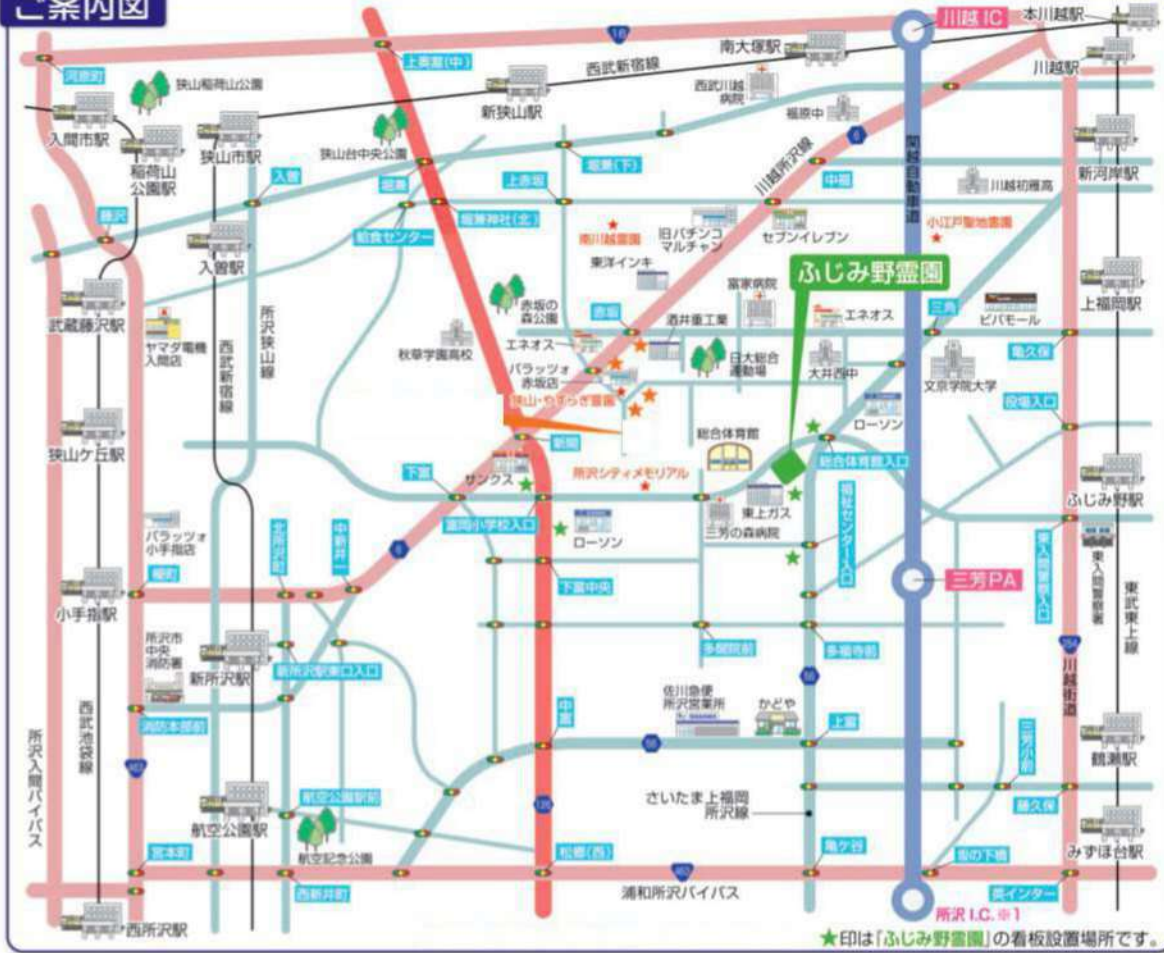 ご案内図
川越 IC
本川越駅
16
河原町
上奥富(中)
西武新宿線
南大塚駅
川越駅
狭山稲荷山公園
新狭山駅
西武川越
病院
福原中
6
入間市駅
狭山市駅
狭山台中央公園
稲荷山
公園駅
関越自動車道
新河岸駅
川越所沢線
入曽
堀兼
堀兼(下)
上赤坂
中福
川越初雁高
藤沢
給食センター
堀兼神社(北)
南川越霊園
旧パチンコ
マルチャン
セブンイレブン
小江戸聖地霊園
入曽駅
東洋インキ
ふじみ野霊園
富家病院
上福岡駅
武蔵藤沢駅
ヤマダ電機
入間店
所沢狭山線
西武新宿線
赤坂の
森公園
秋草学園高校
エネオス
赤坂
酒井重工業
エネオス
三角
ビバモール
亀久保
パラッツォ
赤坂店
日大総合
運動場
大井西中
文京学院大学
狭山・やすらぎ霊園
役場入口
狭山ケ丘駅
新開
総合体育館
ローソン
総合体育館入口
下富
サンクス
所沢シティメモリアル
ふじみ野駅
富岡小学校入口
ローソン
三芳の森病院
東上ガス
福祉センター入口
パラッツォ
小手指店
北所沢町
中新井
6
東入間警察入口
東入間警察署
小手指駅
下富中央
三芳PA
東武東上線
所沢市
中央
消防署
新所沢駅
新所沢駅東口入口
多聞院前
多福寺前
254
川越街道
消防本部前
西武池袋線
所沢入間バイパス
中富
佐川急便
所沢営業所
かどや
56
上富
三芳小前
鶴瀬駅
463
航空公園駅
航空公園駅前
航空記念公園
126
さいたま上福岡
所沢線
藤久保
宮本町
西新井町
松郷(西)
463
浦和所沢バイパス
亀ケ谷
坂の下橋
英インター
みずほ台駅
西所沢駅
所沢 I.C.※1
★印は「ふじみ野霊園」の看板設置場所です。